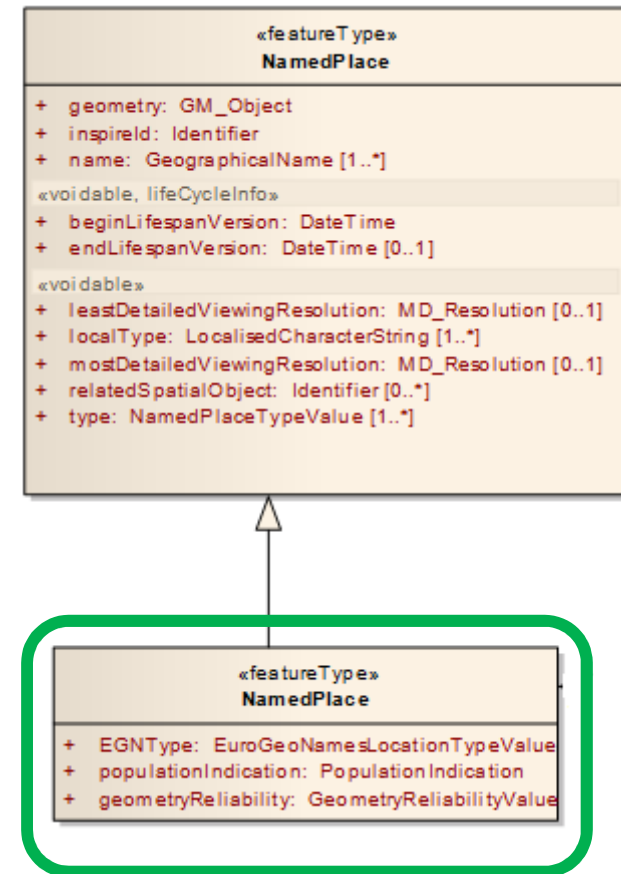 «featureType»
NamedPlace
+ geometry: GM_Object
+ inspireId: Identifier
+ name: GeographicalName [1..*]
«voidable, lifeCycleInfo»
+ beginLifespanVersion: DateTime
+ endLifespanVersion: DateTime [0..1]
«voidable»
+ leastDetailedViewingResolution: MD_Resolution [0..1]
+ localType: LocalisedCharacterString [1..*]
+ mostDetailedViewingResolution: MD_Resolution [0..1]
+ relatedSpatialObject: Identifier [0..*]
+ type: NamedPlaceTypeValue [1..*]
«featureType»
NamedPlace
+ EGNType: EuroGeoNamesLocationTypeValue
+ populationIndication: PopulationIndication
+ geometryReliability: GeometryReliabilityValue